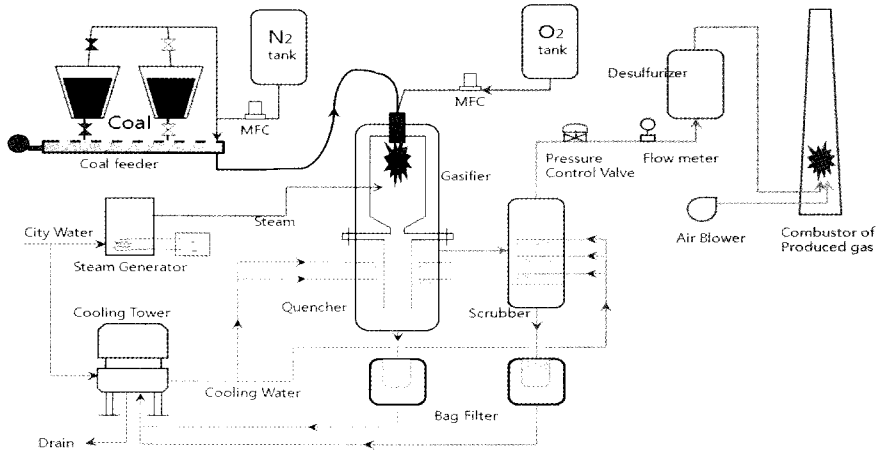 N2
tank
O2
tank
MFC
MFC
Coal
Coal feeder
Desulfurizer
Gasifier
Pressure
Control Valve
Flow meter
Steam
City Water
Steam Generator
Air Blower
Combustor of
Produced gas
Cooling Tower
Quencher
Scrubber
Cooling Water
Bag Filter
Drain